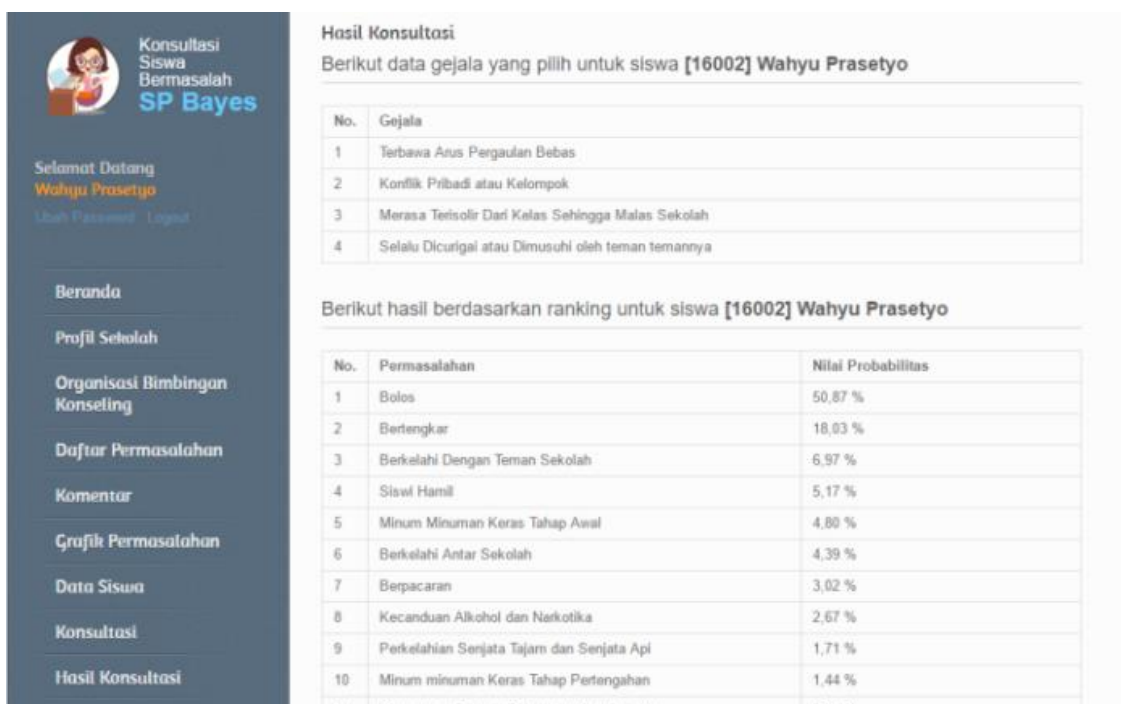 Konsultasi
Siswa
Bermasalah
SP Bayes
Selamat Datang
Wahyu Prasetyo
Ubah Password Logout
Beranda
Profil Sekolah
Organisasi Bimbingan
Konseling
Daftar Permasalahan
Komentar
Grafik Permasalahan
Data Siswa
Konsultasi
Hasil Konsultasi
Hasil Konsultasi
Berikut data gejala yang pilih untuk siswa [16002] Wahyu Prasetyo
No. Gejala
1 Terbawa Arus Pergaulan Bebas
2 Konflik Pribadi atau Kelompok
3 Merasa Terisolir Dari Kelas Sehingga Malas Sekolah
4 Selalu Dicurigai atau Dimusuhi oleh teman temannya
Berikut hasil berdasarkan ranking untuk siswa [16002] Wahyu Prasetyo
No. Permasalahan Nilai Probabilitas
1 Bolos 50,87 %
2 Bertengkar 18,03 %
3 Berkelahi Dengan Teman Sekolah 6,97 %
4 Siswi Hamil 5,17 %
5 Minum Minuman Keras Tahap Awal 4,80 %
6 Berkelahi Antar Sekolah 4,39 %
7 Berpacaran 3,02 %
8 Kecanduan Alkohol dan Narkotika 2,67 %
9 Perkelahian Senjata Tajam dan Senjata Api 1,71 %
10 Minum minuman Keras Tahap Pertengahan 1,44 %